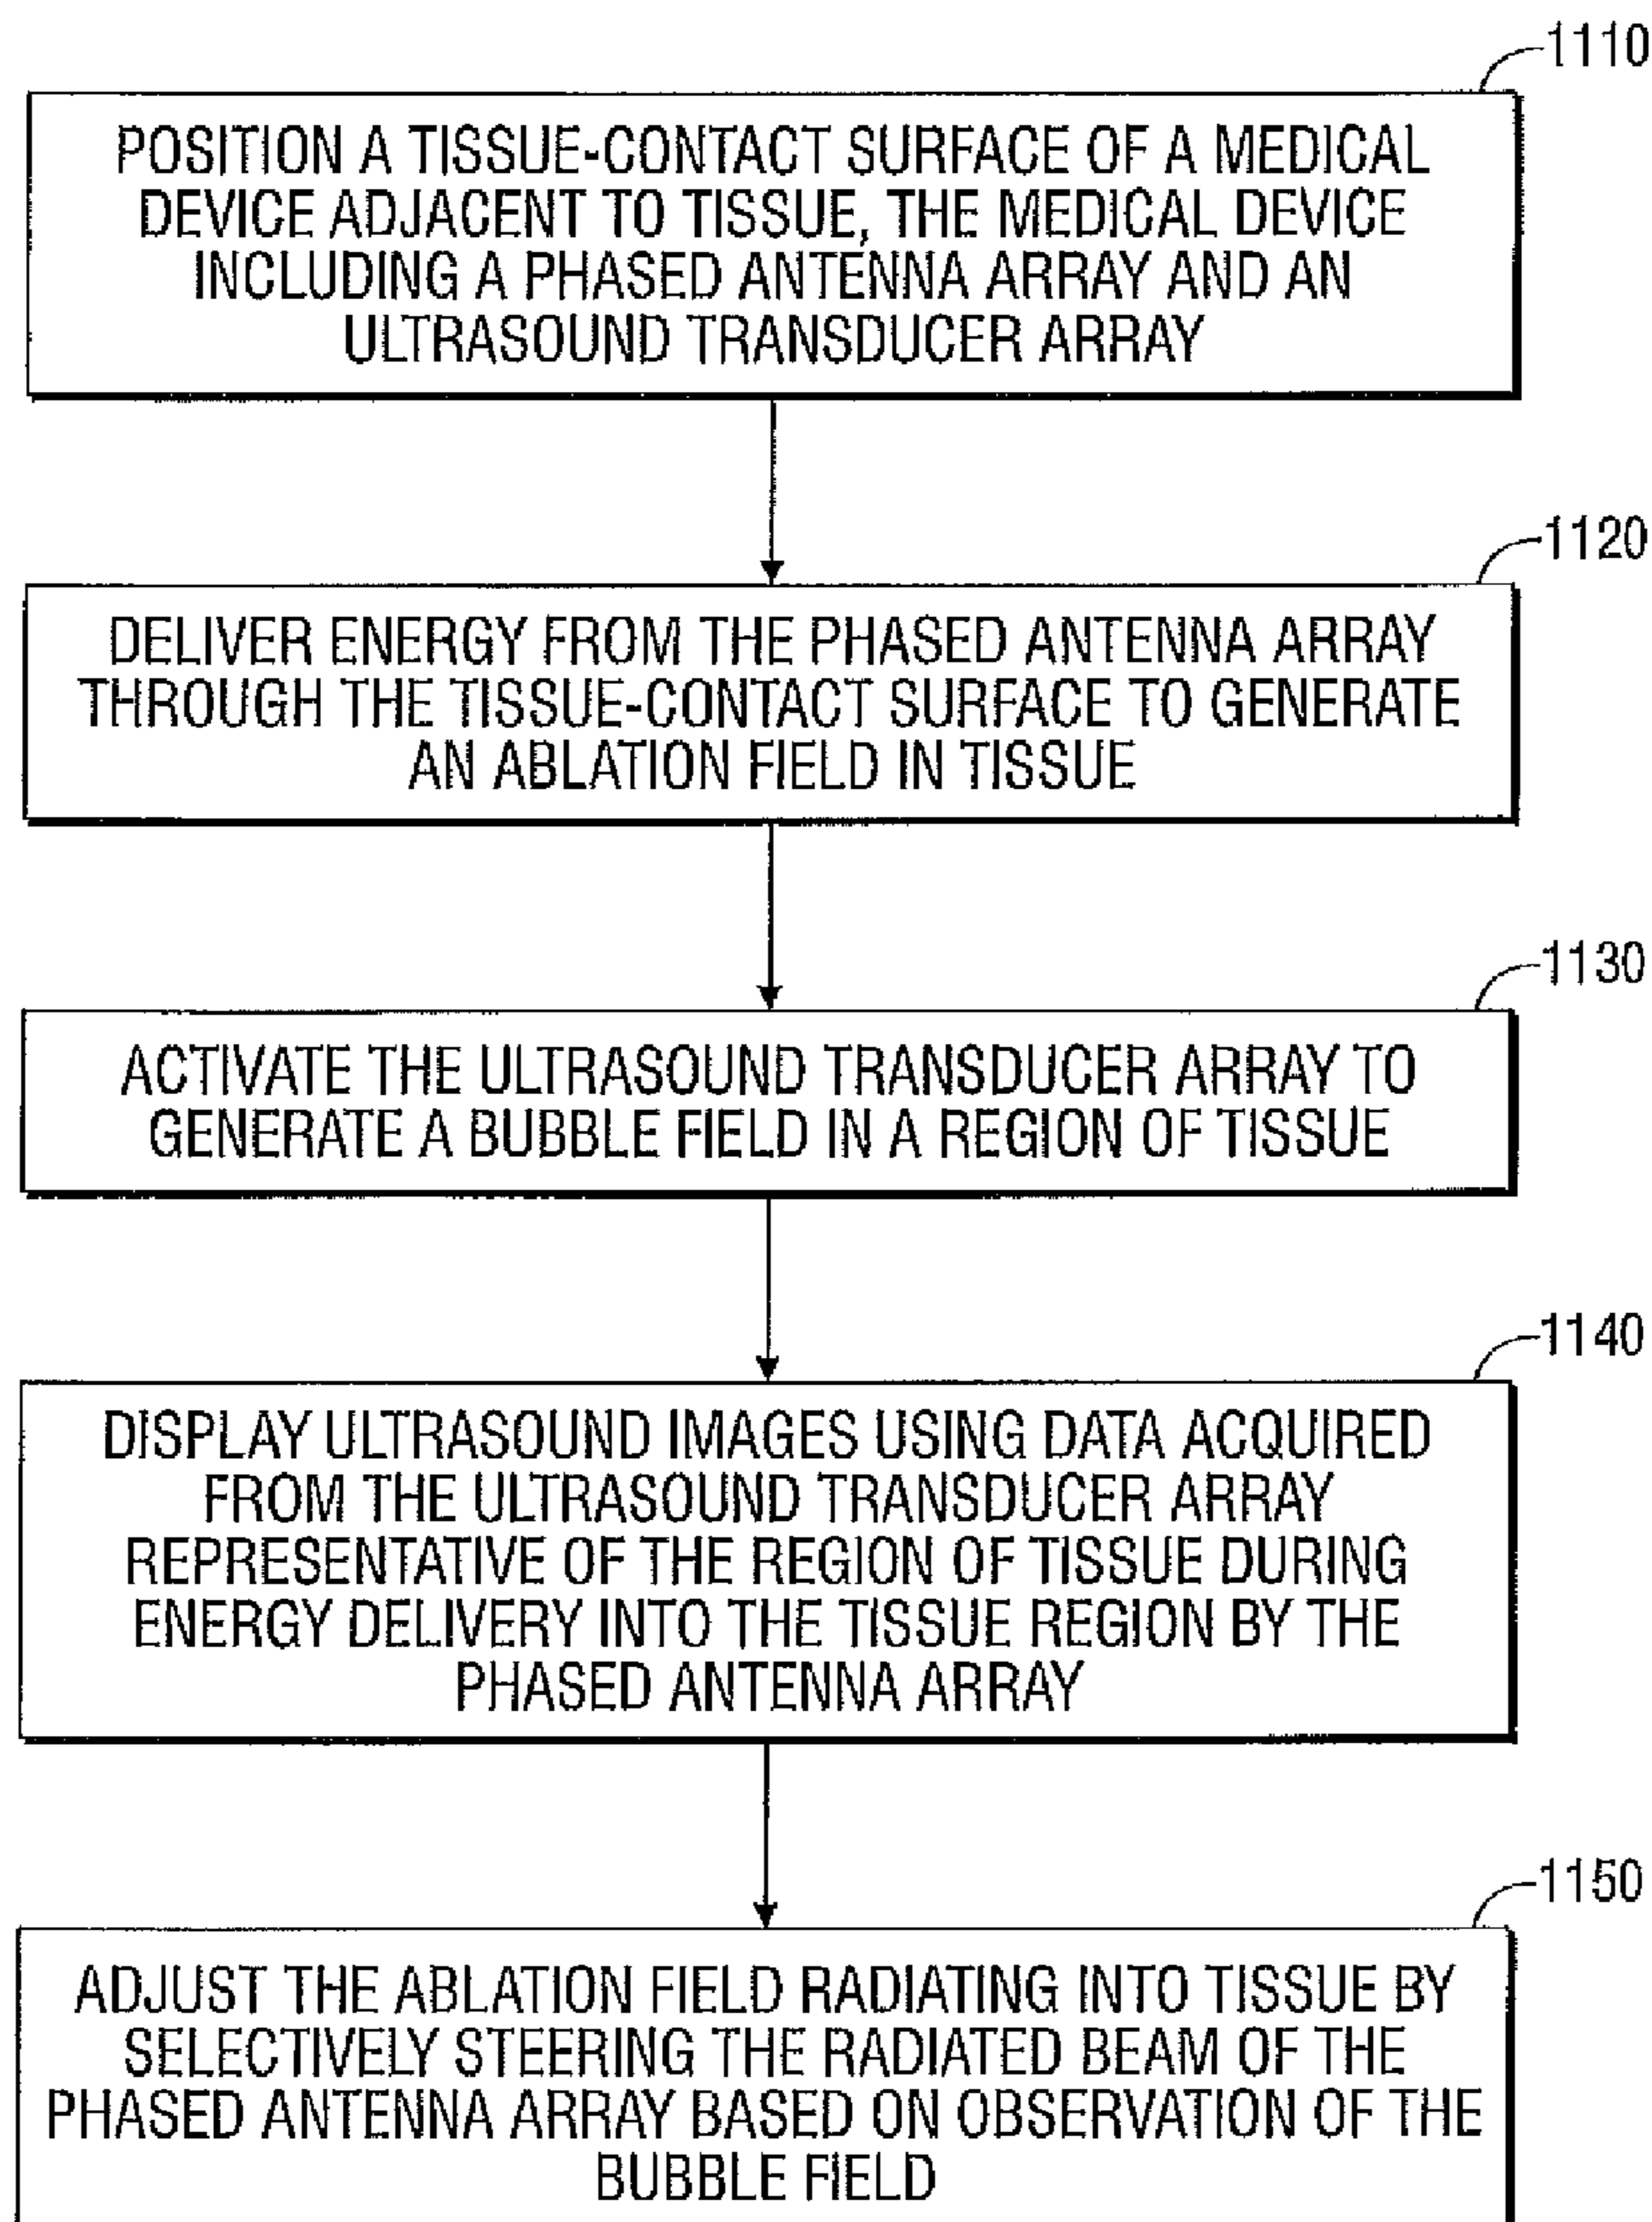 1110
POSITION A TISSUE-CONTACT SURFACE OF A MEDICAL
DEVICE ADJACENT TO TISSUE, THE MEDICAL DEVICE
INCLUDING A PHASED ANTENNA ARRAY AND AN
ULTRASOUND TRANSDUCER ARRAY
1120
DELIVER ENERGY FROM THE PHASED ANTENNA ARRAY
THROUGH THE TISSUE-CONTACT SURFACE TO GENERATE
AN ABLATION FIELD IN TISSUE
1130
ACTIVATE THE ULTRASOUND TRANSDUCER ARRAY TO
GENERATE A BUBBLE FIELD IN A REGION OF TISSUE
1140
DISPLAY ULTRASOUND IMAGES USING DATA ACQUIRED
FROM THE ULTRASOUND TRANSDUCER ARRAY
REPRESENTATIVE OF THE REGION OF TISSUE DURING
ENERGY DELIVERY INTO THE TISSUE REGION BY THE
PHASED ANTENNA ARRAY
1150
ADJUST THE ABLATION FIELD RADIATING INTO TISSUE BY
SELECTIVELY STEERING THE RADIATED BEAM OF THE
PHASED ANTENNA ARRAY BASED ON OBSERVATION OF THE
BUBBLE FIELD